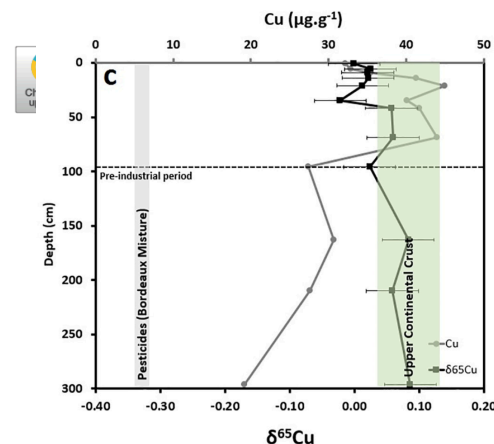 Cu (µg.g⁻¹)
0 10 20 30 40 50
C
0
50
100
150
200
250
300
Depth (cm)
Pre-industrial period
Pesticides (Bordeaux Mixture)
Upper Continental Crust
Cu
δ65Cu
-0.40 -0.30 -0.20 -0.10 0.00 0.10 0.20
δ⁶⁵Cu